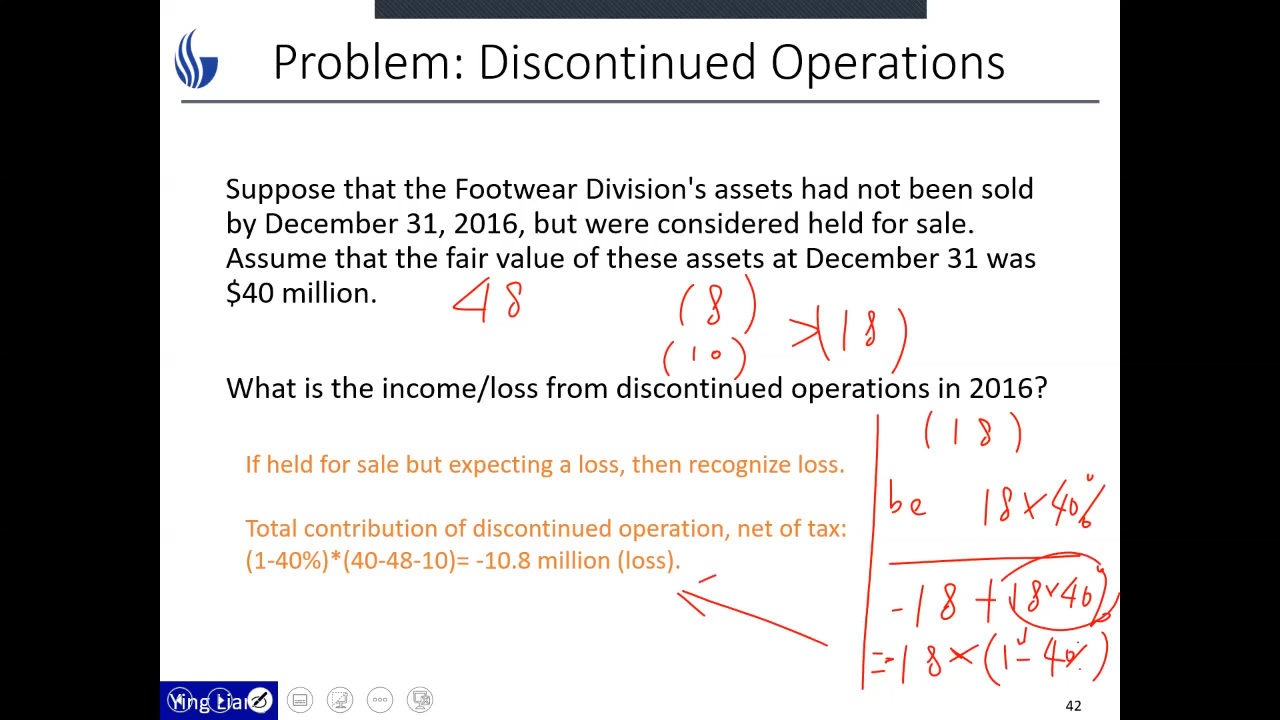 Problem: Discontinued Operations
Suppose that the Footwear Division's assets had not been sold
by December 31, 2016, but were considered held for sale.
Assume that the fair value of these assets at December 31 was
$40 million.
48
(8)
(10)
(18)
What is the income/loss from discontinued operations in 2016?
(18)
If held for sale but expecting a loss, then recognize loss.
be 18×40%
Total contribution of discontinued operation, net of tax:
(1-40%)*(40-48-10)= -10.8 million (loss).
-18+18×40%
=-18×(1-40%)
42